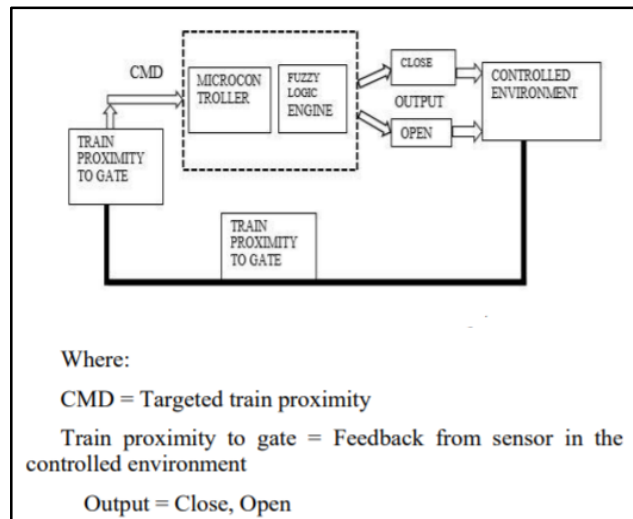 CMD
MICROCON
TROLLER
FUZZY
LOGIC
ENGINE
CLOSE
OUTPUT
OPEN
CONTROLLED
ENVIRONMENT
TRAIN
PROXIMITY
TO GATE
TRAIN
PROXIMITY
TO GATE
Where:
CMD = Targeted train proximity
Train proximity to gate = Feedback from sensor in the
controlled environment
Output = Close, Open